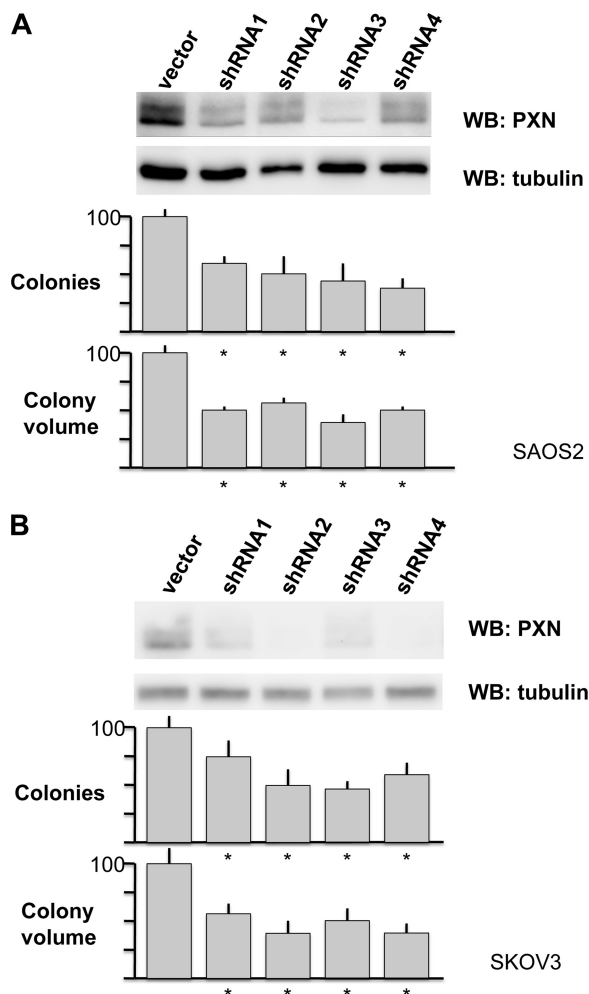 A
vector
shRNA1
shRNA2
shRNA3
shRNA4
WB: PXN
WB: tubulin
100
Colonies
* * * *
100
Colony
volume
* * * *
SAOS2
B
vector
shRNA1
shRNA2
shRNA3
shRNA4
WB: PXN
WB: tubulin
100
Colonies
* * * *
100
Colony
volume
* * * *
SKOV3